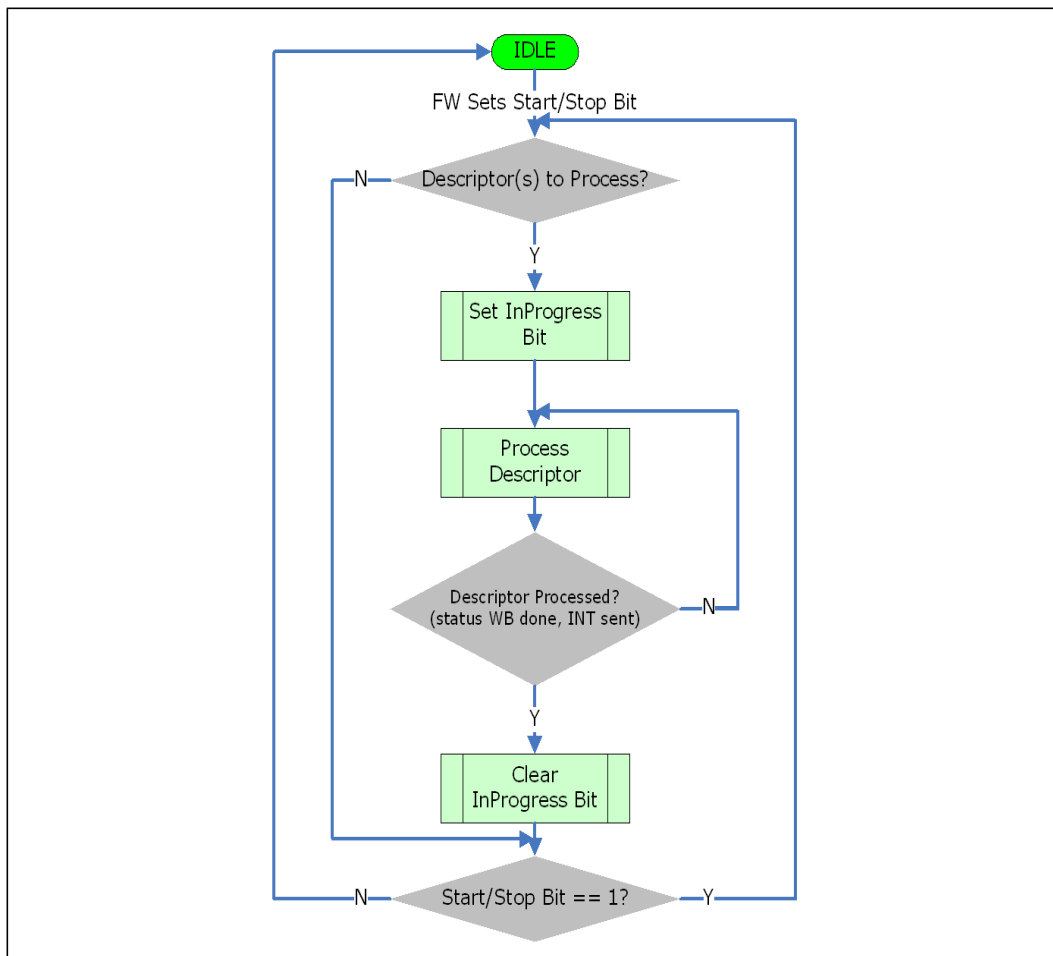 IDLE
FW Sets Start/Stop Bit
N
Descriptor(s) to Process?
Y
Set InProgress
Bit
Process
Descriptor
Descriptor Processed?
(status WB done, INT sent)
N
Y
Clear
InProgress Bit
N
Start/Stop Bit == 1?
Y